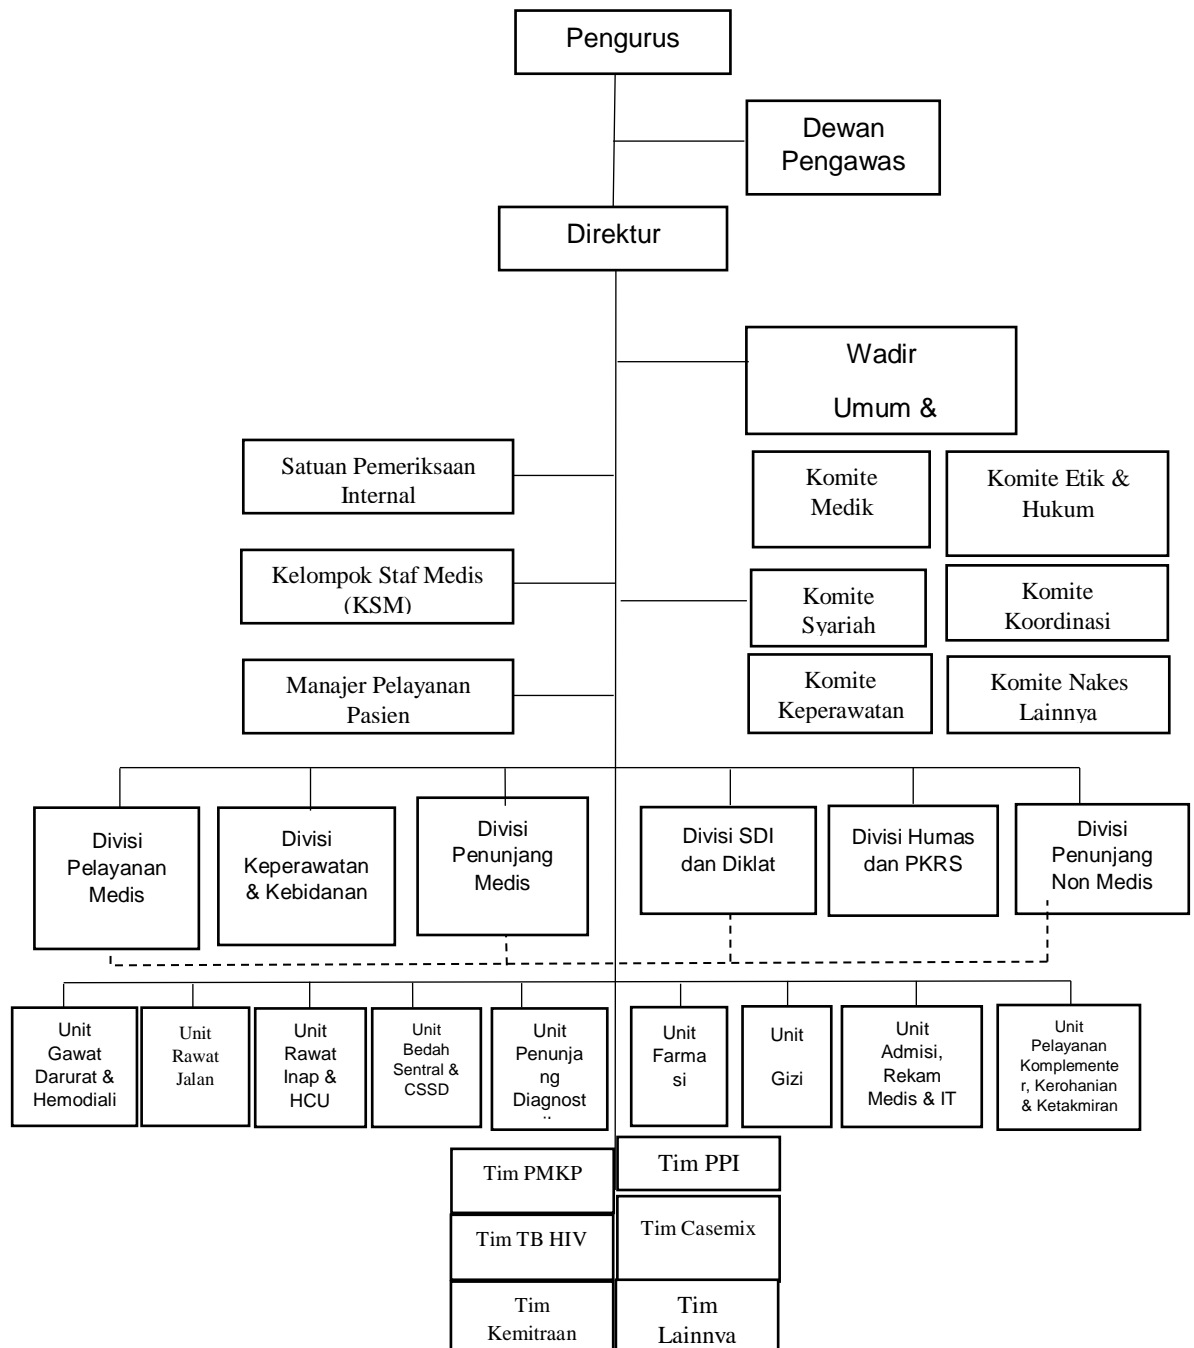 Pengurus
Dewan
Pengawas
Direktur
Wadir
Umum &
Satuan Pemeriksaan
Internal
Komite
Medik
Komite Etik &
Hukum
Kelompok Staf Medis
(KSM)
Komite
Syariah
Komite
Koordinasi
Manajer Pelayanan
Pasien
Komite
Keperawatan
Komite Nakes
Lainnya
Divisi
Pelayanan
Medis
Divisi
Keperawatan
& Kebidanan
Divisi
Penunjang
Medis
Divisi SDI
dan Diklat
Divisi Humas
dan PKRS
Divisi
Penunjang
Non Medis
Unit
Gawat
Darurat &
Hemodiali
Unit
Rawat
Jalan
Unit
Rawat
Inap &
HCU
Unit
Bedah
Sentral &
CSSD
Unit
Penunja
ng
Diagnost
Unit
Farma
si
Unit
Gizi
Unit
Admisi,
Rekam
Medis & IT
Unit
Pelayanan
Komplemente
r, Kerohanian
& Ketakmiran
Tim PMKP
Tim PPI
Tim TB HIV
Tim Casemix
Tim
Kemitraan
Tim
Lainnya